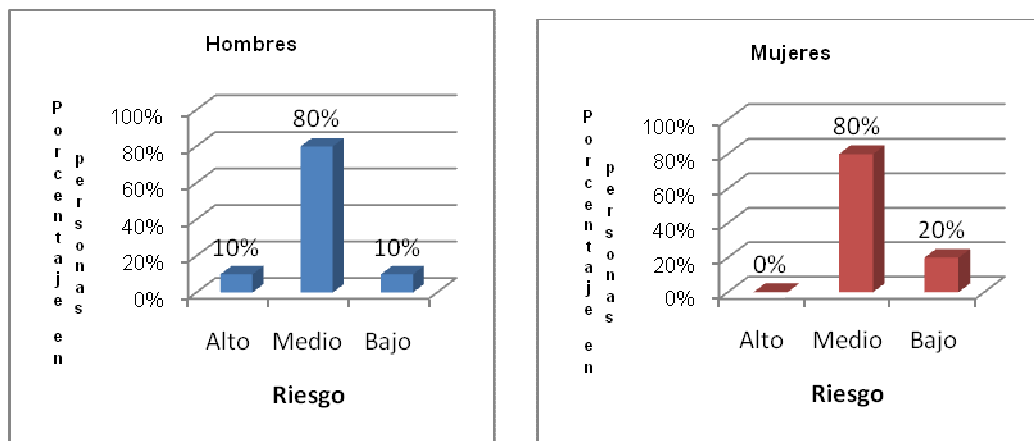 Hombres
Porcentaje en
personas
100%
80%
60%
40%
20%
0%
10%
80%
10%
Alto Medio Bajo
Riesgo
Mujeres
Porcentaje en
personas
100%
80%
60%
40%
20%
0%
0%
80%
20%
Alto Medio Bajo
Riesgo